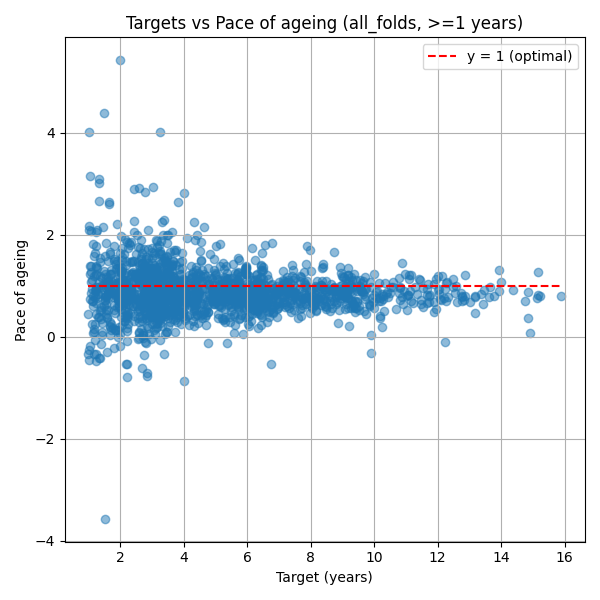 Targets vs Pace of ageing (all_folds, >=1 years)
y = 1 (optimal)
Pace of ageing
4
2
0
−2
−4
2 4 6 8 10 12 14 16
Target (years)